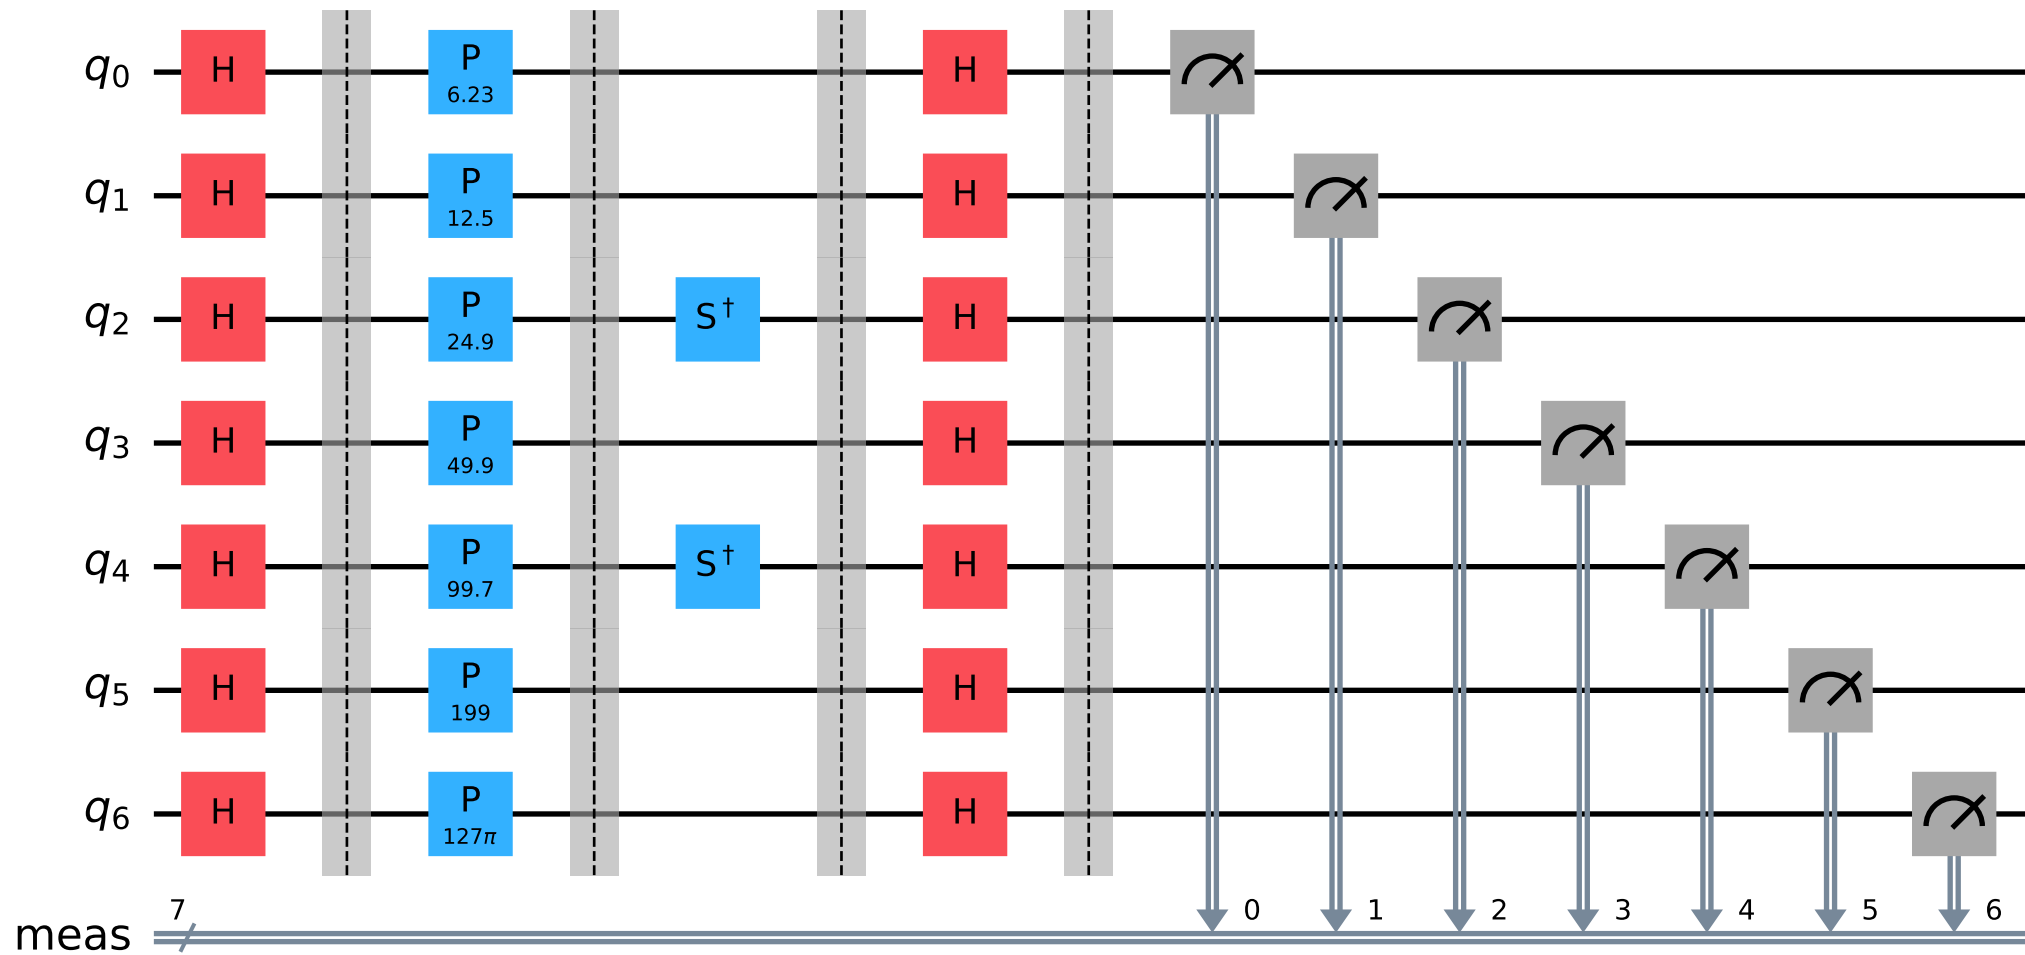 q0 H P H
6.23
q1 H P H
12.5
q2 H P S† H
24.9
q3 H P H
49.9
q4 H P S† H
99.7
q5 H P H
199
q6 H P H
127π
7 0 1 2 3 4 5 6
meas